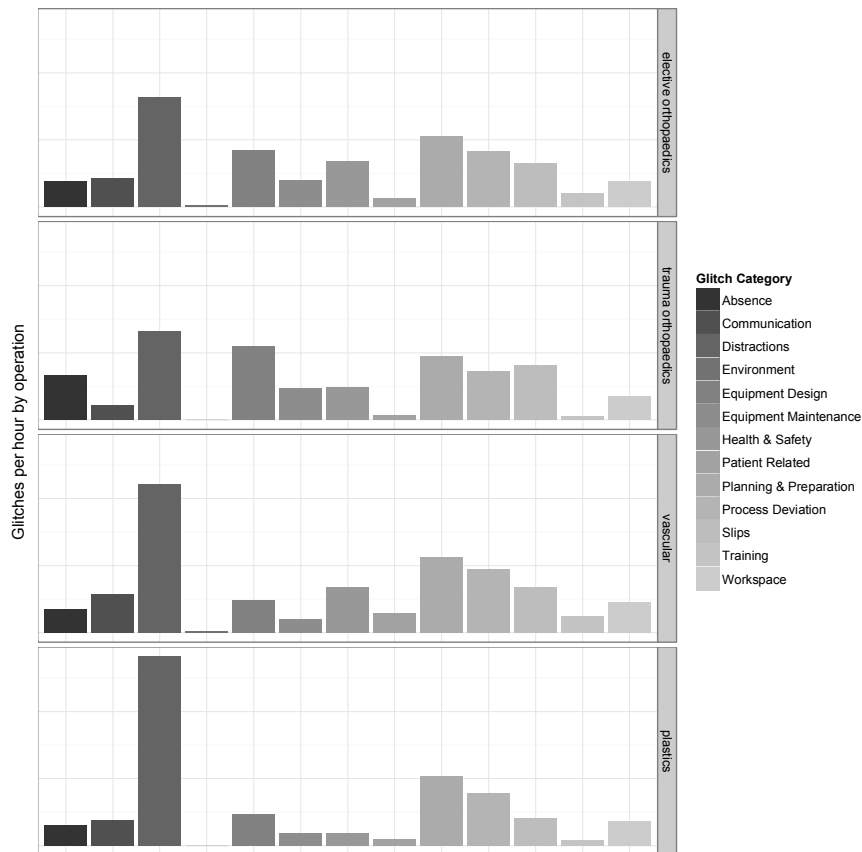 Glitches per hour by operation
elective orthopaedics
trauma orthopaedics
vascular
plastics
Glitch Category
Absence
Communication
Distractions
Environment
Equipment Design
Equipment Maintenance
Health & Safety
Patient Related
Planning & Preparation
Process Deviation
Slips
Training
Workspace